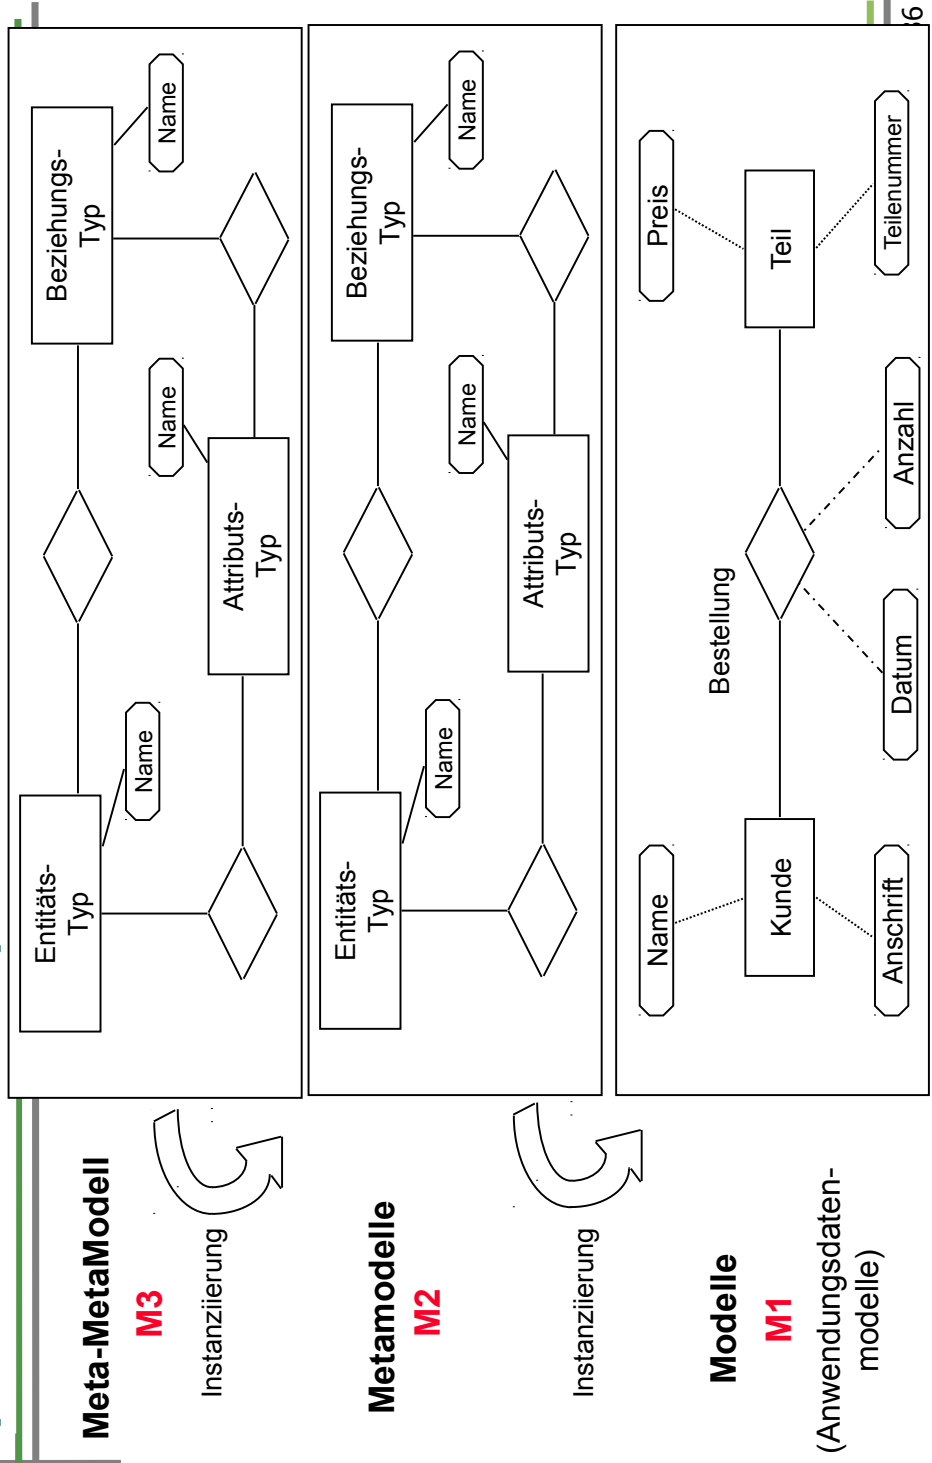 Meta-MetaModell
M3
Instanziierung
Entitäts-
Typ
Name
Attributs-
Typ
Name
Beziehungs-
Typ
Name
Metamodelle
M2
Instanziierung
Entitäts-
Typ
Name
Attributs-
Typ
Name
Beziehungs-
Typ
Name
Modelle
M1
(Anwendungsdaten-
modelle)
Name
Kunde
Anschrift
Bestellung
Datum
Anzahl
Preis
Teil
Teilenummer